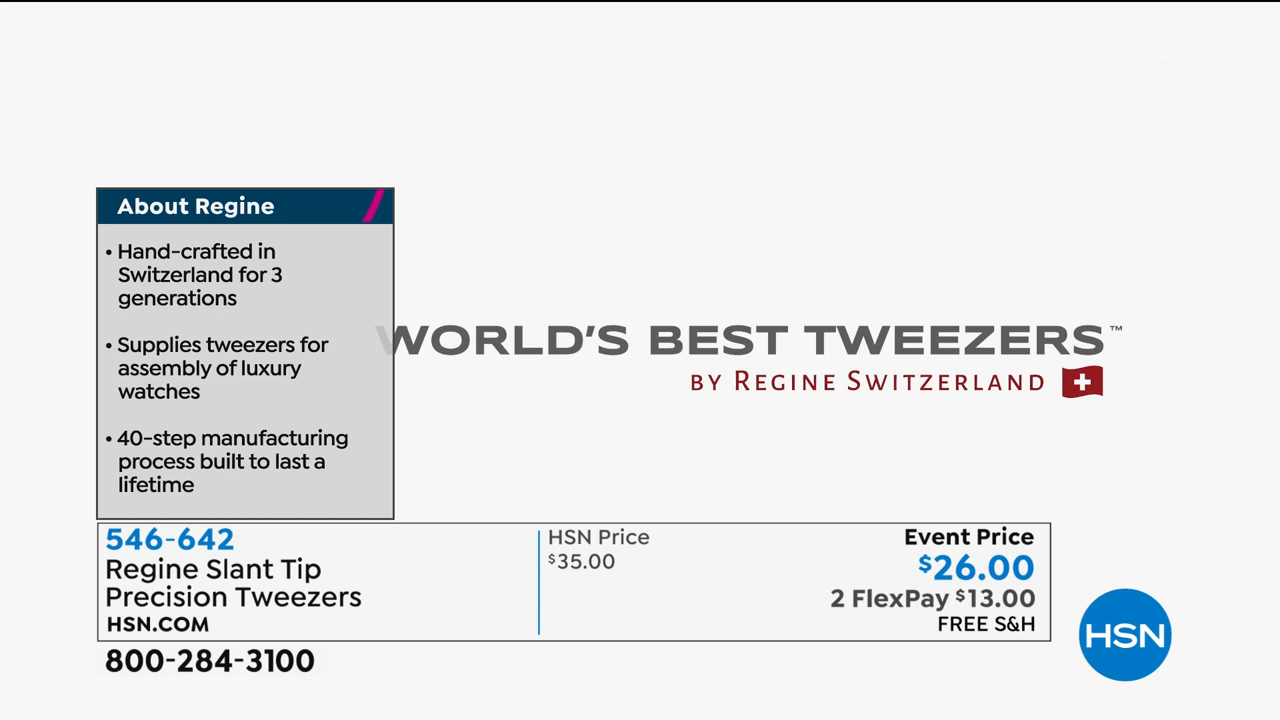 About Regine
• Hand-crafted in
Switzerland for 3
generations
• Supplies tweezers for
assembly of luxury
watches
• 40-step manufacturing
process built to last a
lifetime
WORLD'S BEST TWEEZERS™
BY REGINE SWITZERLAND
546-642
Regine Slant Tip
Precision Tweezers
HSN.COM
HSN Price
$35.00
Event Price
$26.00
2 FlexPay $13.00
FREE S&H
800-284-3100
HSN